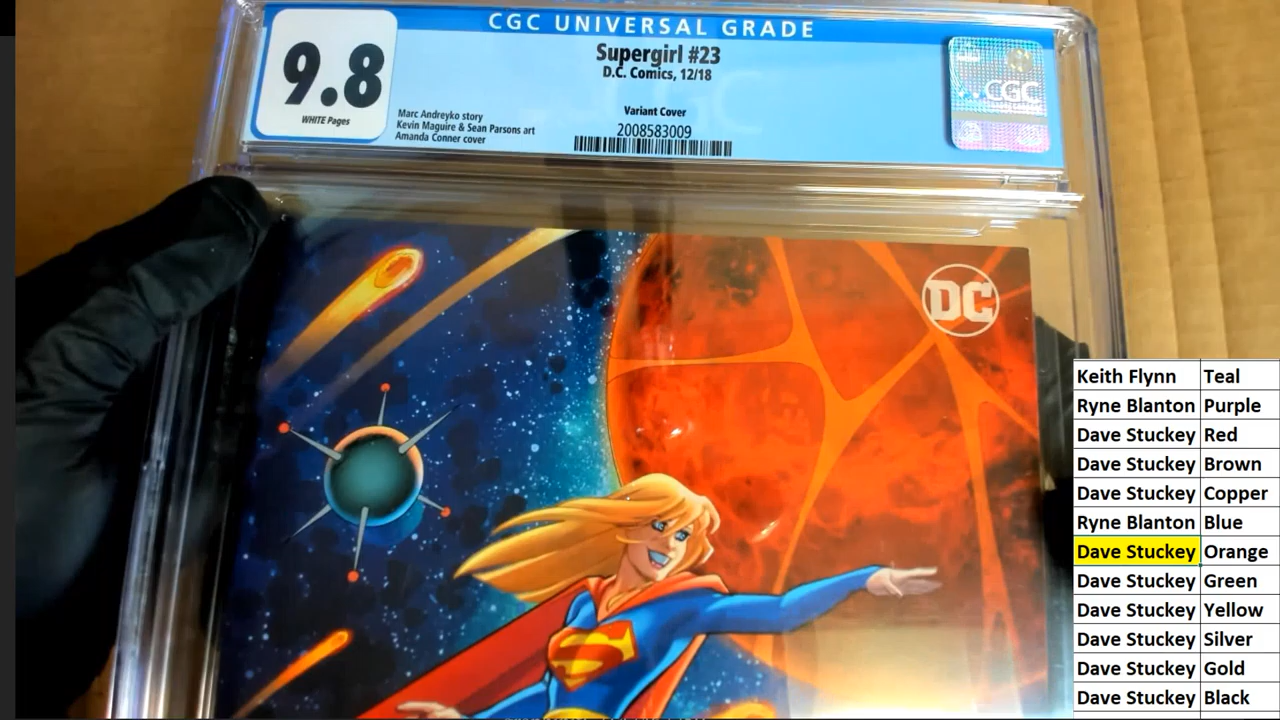 CGC UNIVERSAL GRADE
9.8
WHITE Pages
Supergirl #23
D.C. Comics, 12/18
Marc Andreyko story
Kevin Maguire & Sean Parsons art
Amanda Conner cover
Variant Cover
2008583009
CGC
DC
S
Keith Flynn Teal
Ryne Blanton Purple
Dave Stuckey Red
Dave Stuckey Brown
Dave Stuckey Copper
Ryne Blanton Blue
Dave Stuckey Orange
Dave Stuckey Green
Dave Stuckey Yellow
Dave Stuckey Silver
Dave Stuckey Gold
Dave Stuckey Black